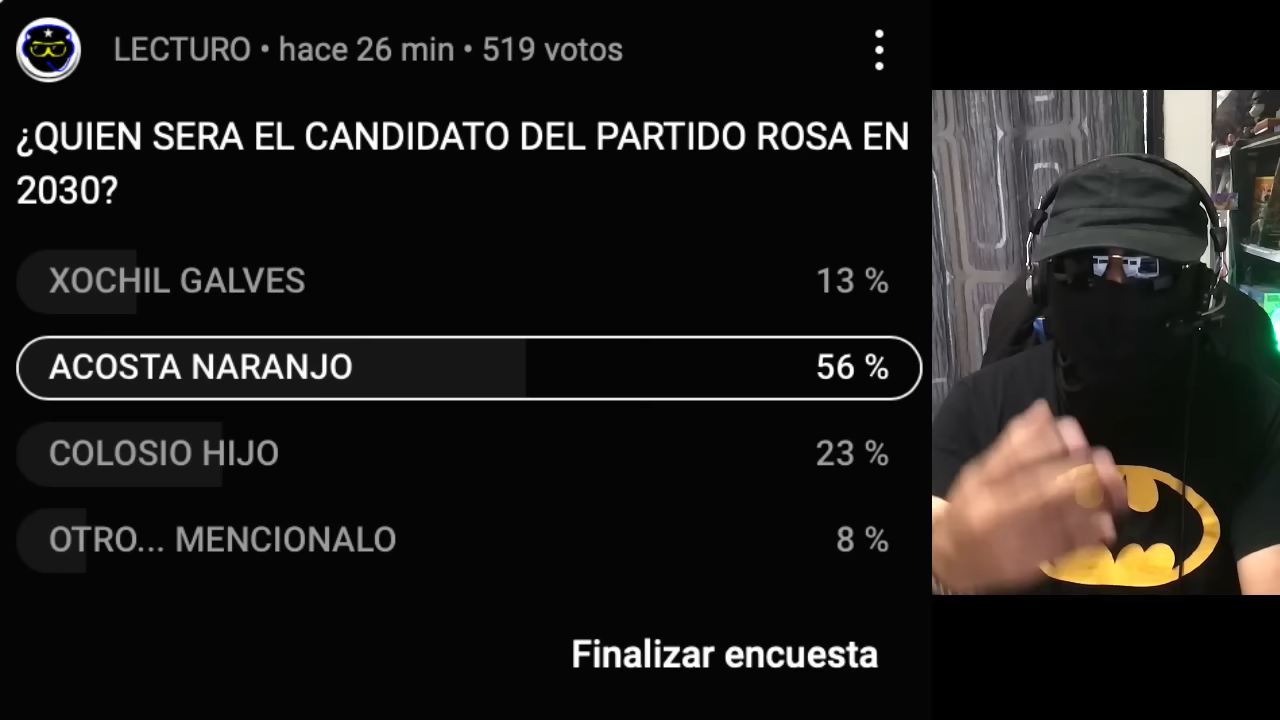 LECTURO • hace 26 min • 519 votos
¿QUIEN SERA EL CANDIDATO DEL PARTIDO ROSA EN
2030?
XOCHIL GALVES 13 %
ACOSTA NARANJO 56 %
COLOSIO HIJO 23 %
OTRO... MENCIONALO 8 %
Finalizar encuesta